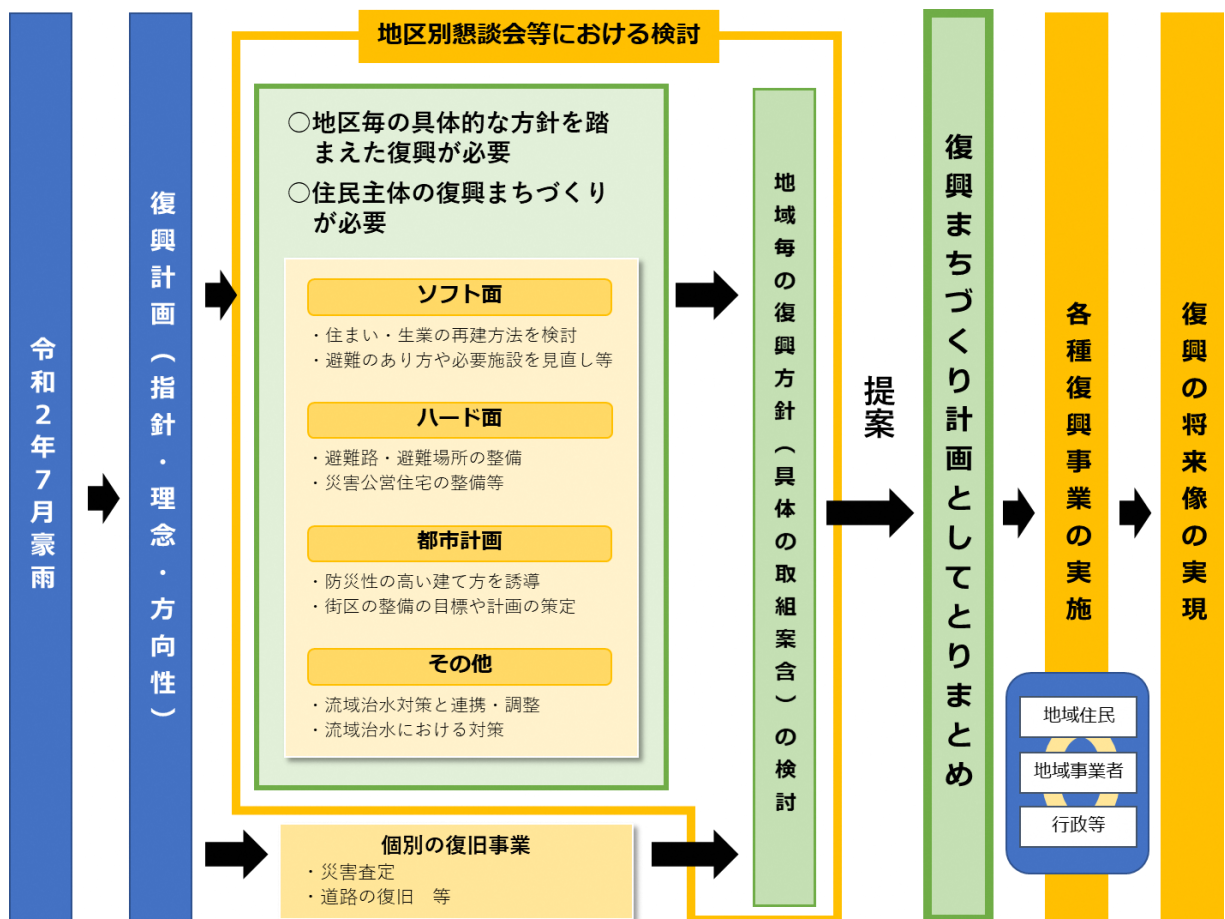 令和２年７月豪雨
復興計画（指針・理念・方向性）
地区別懇談会等における検討
○地区毎の具体的な方針を踏
まえた復興が必要
○住民主体の復興まちづくり
が必要
ソフト面
・住まい・生業の再建方法を検討
・避難のあり方や必要施設を見直し等
ハード面
・避難路・避難場所の整備
・災害公営住宅の整備等
都市計画
・防災性の高い建て方を誘導
・街区の整備の目標や計画の策定
その他
・流域治水対策と連携・調整
・流域治水における対策
個別の復旧事業
・災害査定
・道路の復旧　等
地域毎の復興方針（具体の取組案含）の検討
提案
復興まちづくり計画としてとりまとめ
各種復興事業の実施
地域住民
地域事業者
行政等
復興の将来像の実現